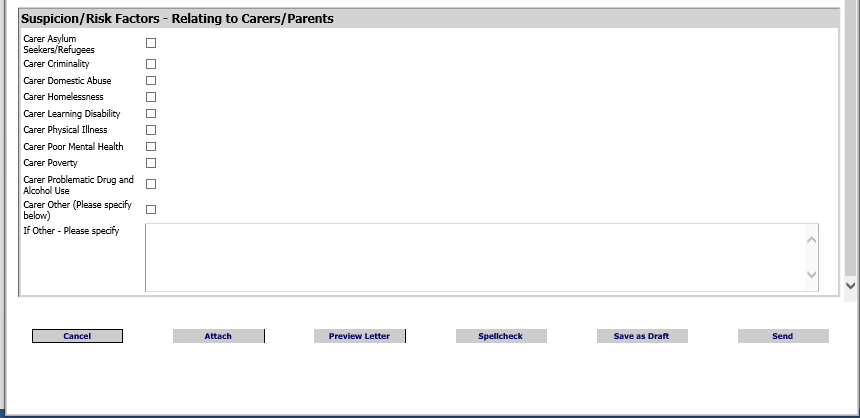 Suspicion/Risk Factors - Relating to Carers/Parents
Carer Asylum
Seekers/Refugees
Carer Criminality
Carer Domestic Abuse
Carer Homelessness
Carer Learning Disability
Carer Physical Illness
Carer Poor Mental Health
Carer Poverty
Carer Problematic Drug and
Alcohol Use
Carer Other (Please specify
below)
If Other - Please specify
Cancel Attach Preview Letter Spellcheck Save as Draft Send